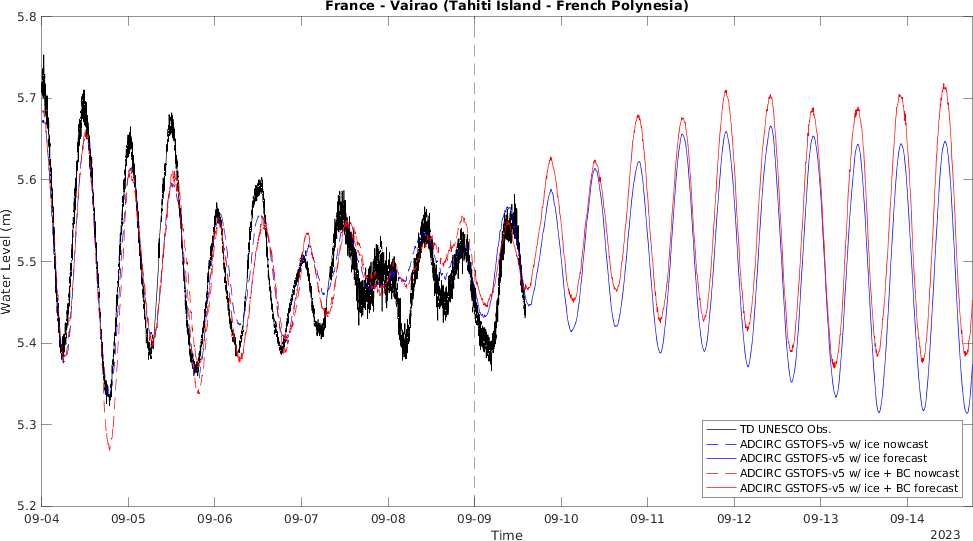 France - Vairao (Tahiti Island - French Polynesia)
5.8
5.7
5.6
5.5
5.4
5.3
5.2
Water Level (m)
TD UNESCO Obs.
ADCIRC GSTOFS-v5 w/ ice nowcast
ADCIRC GSTOFS-v5 w/ ice forecast
ADCIRC GSTOFS-v5 w/ ice + BC nowcast
ADCIRC GSTOFS-v5 w/ ice + BC forecast
09-04 09-05 09-06 09-07 09-08 09-09 09-10 09-11 09-12 09-13 09-14
Time
2023